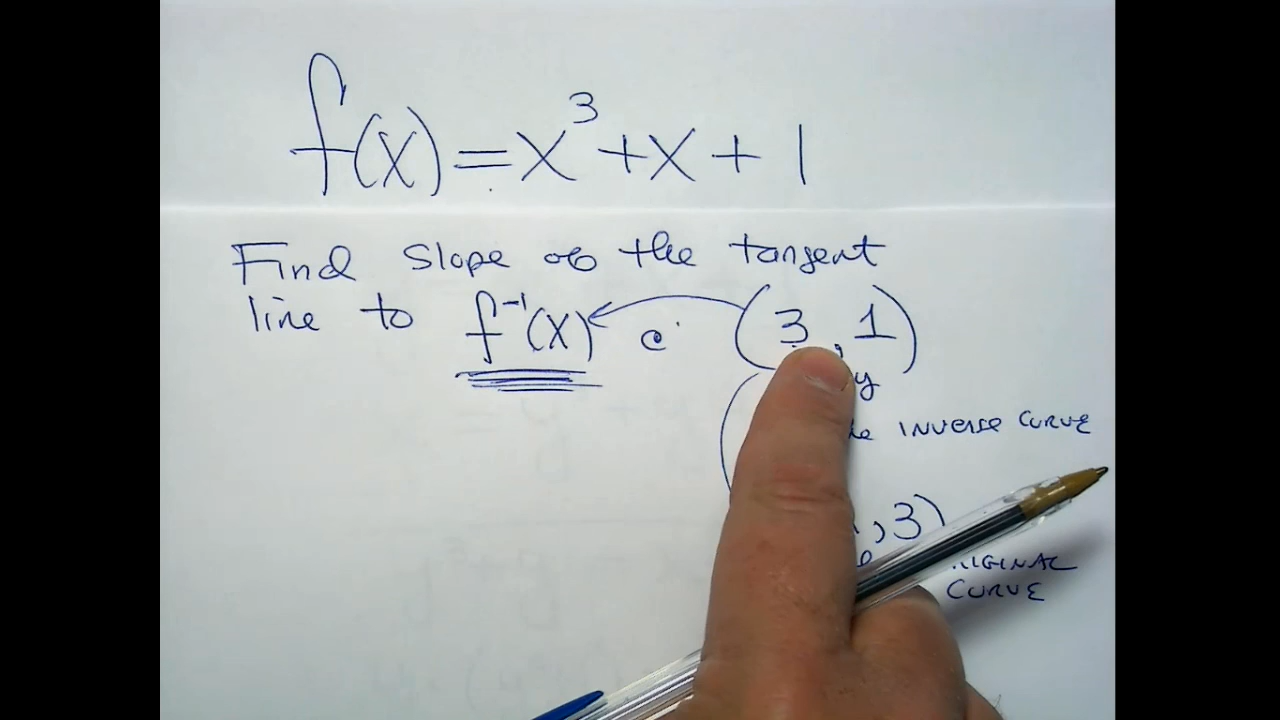 f(x) = x³ + x + 1
Find slope of the tangent
line to f⁻¹(x) @ (3, 1)
y
INVERSE CURVE
, 3)
CURVE